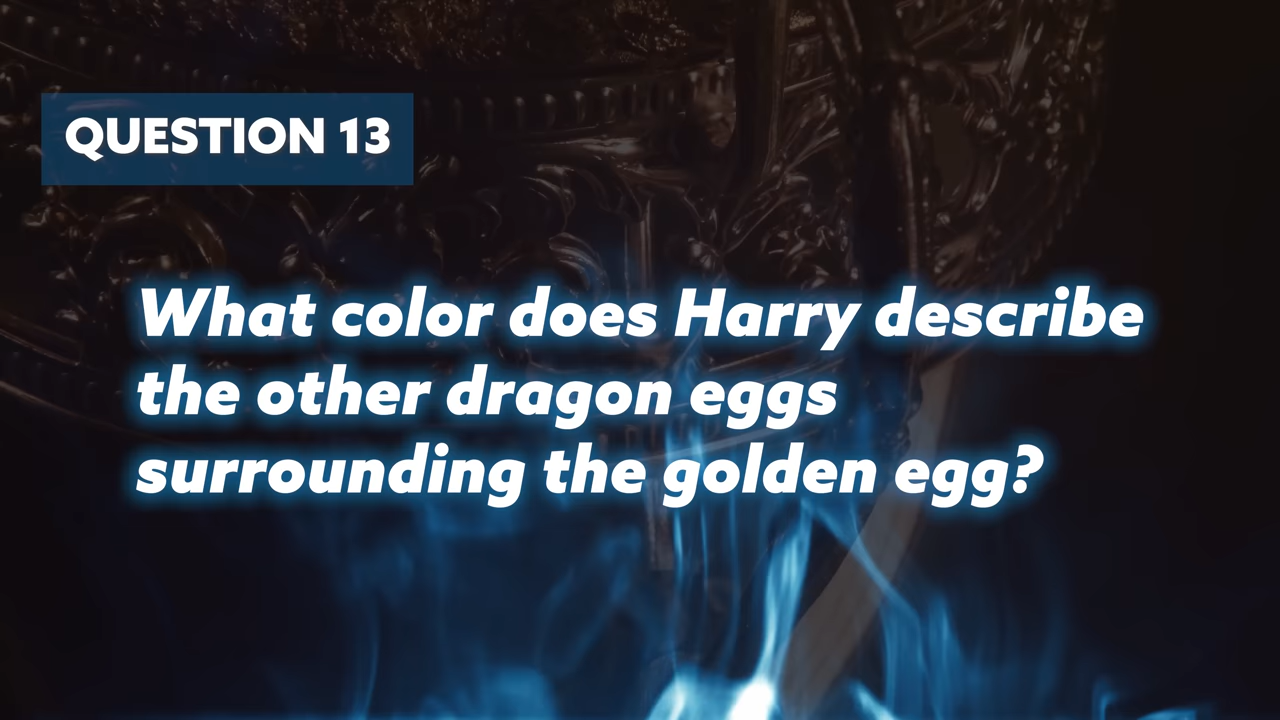 QUESTION 13
What color does Harry describe
the other dragon eggs
surrounding the golden egg?